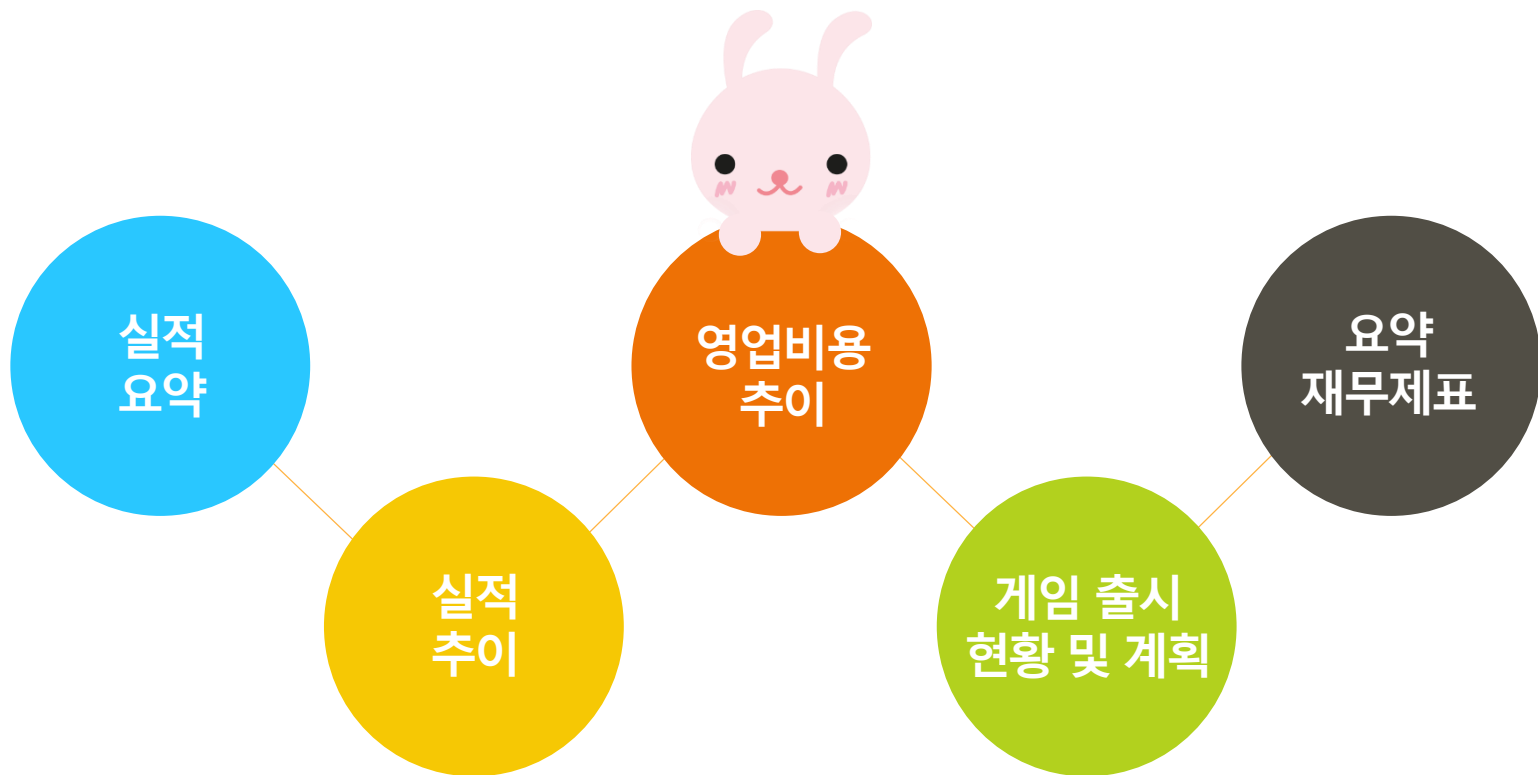 실적
요약
실적
추이
영업비용
추이
게임 출시
현황 및 계획
요약
재무제표